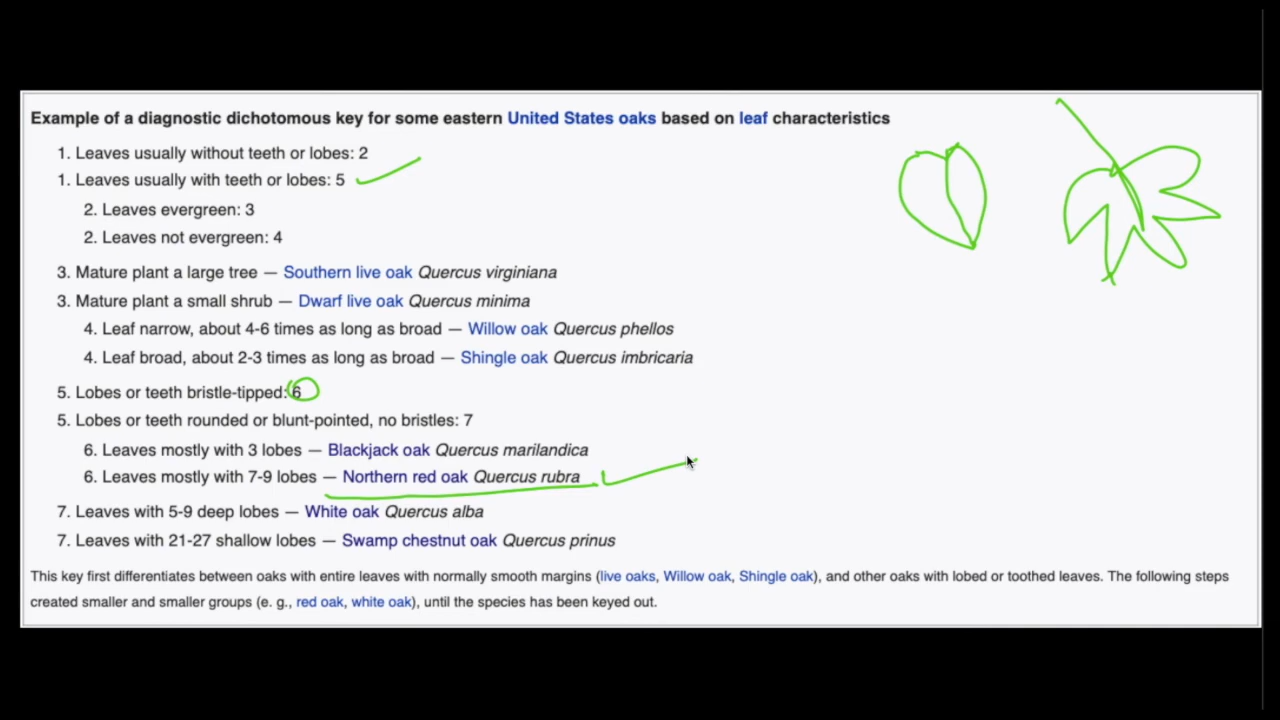 Example of a diagnostic dichotomous key for some eastern United States oaks based on leaf characteristics
1. Leaves usually without teeth or lobes: 2
1. Leaves usually with teeth or lobes: 5
2. Leaves evergreen: 3
2. Leaves not evergreen: 4
3. Mature plant a large tree — Southern live oak Quercus virginiana
3. Mature plant a small shrub — Dwarf live oak Quercus minima
4. Leaf narrow, about 4-6 times as long as broad — Willow oak Quercus phellos
4. Leaf broad, about 2-3 times as long as broad — Shingle oak Quercus imbricaria
5. Lobes or teeth bristle-tipped: 6
5. Lobes or teeth rounded or blunt-pointed, no bristles: 7
6. Leaves mostly with 3 lobes — Blackjack oak Quercus marilandica
6. Leaves mostly with 7-9 lobes — Northern red oak Quercus rubra
7. Leaves with 5-9 deep lobes — White oak Quercus alba
7. Leaves with 21-27 shallow lobes — Swamp chestnut oak Quercus prinus
This key first differentiates between oaks with entire leaves with normally smooth margins (live oaks, Willow oak, Shingle oak), and other oaks with lobed or toothed leaves. The following steps
created smaller and smaller groups (e. g., red oak, white oak), until the species has been keyed out.